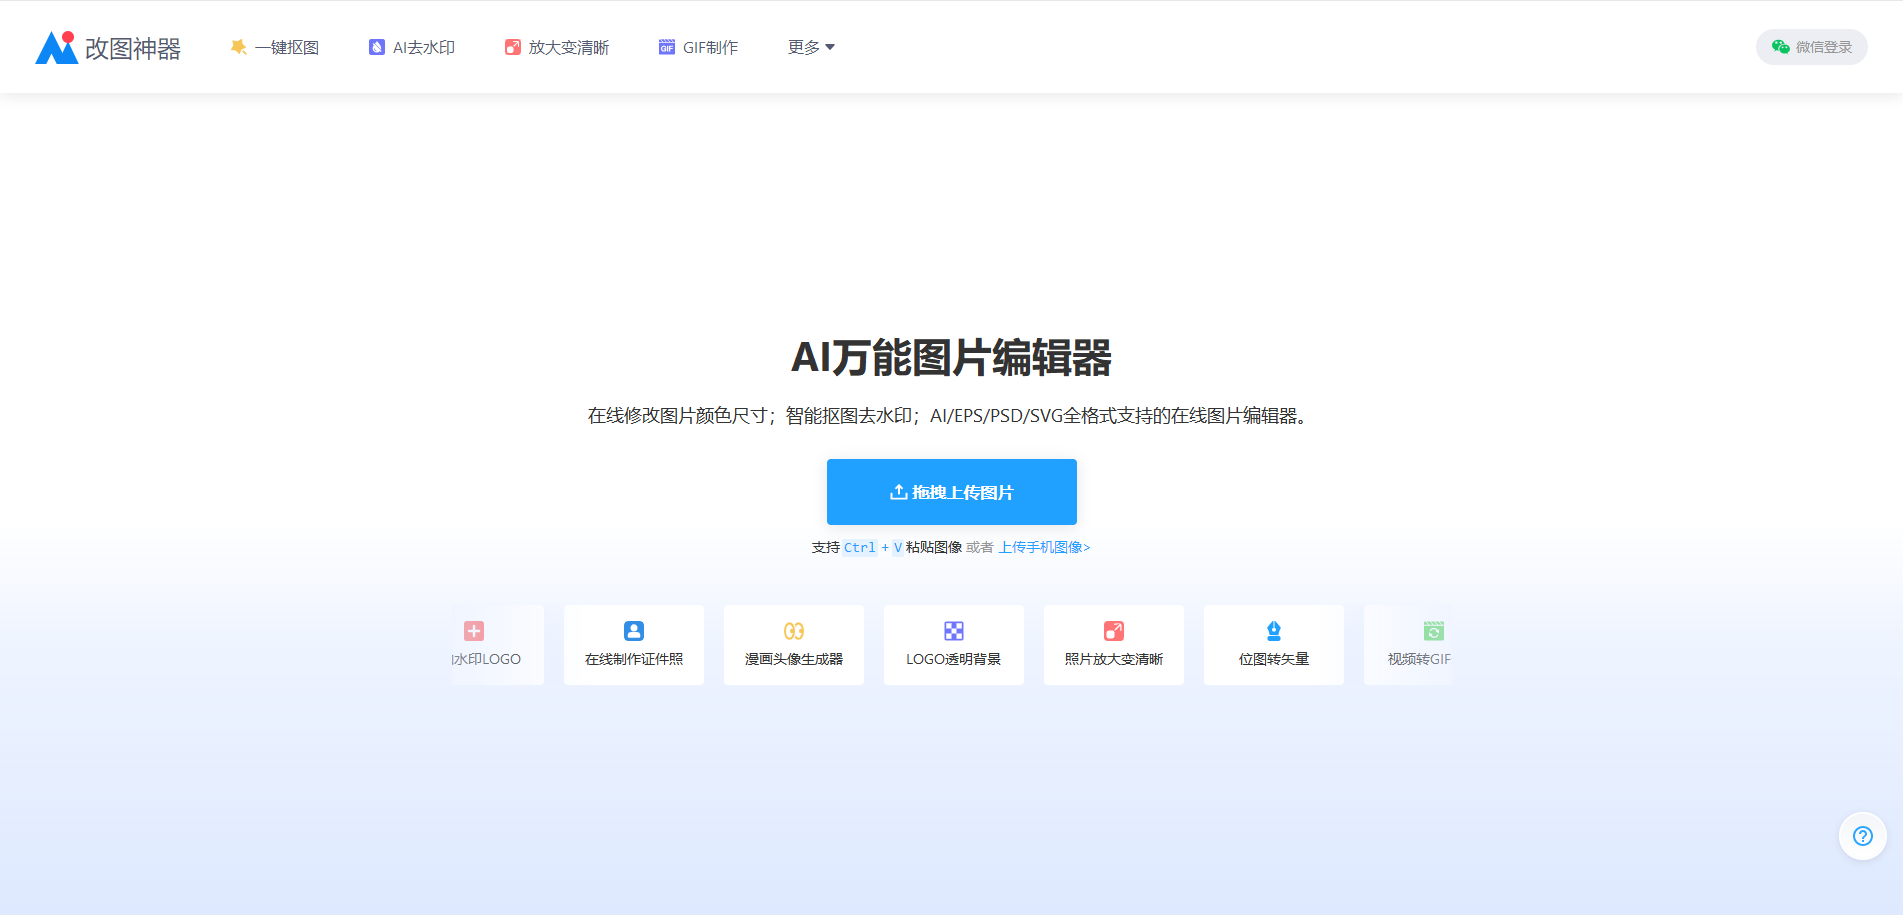 改图神器
一键抠图
AI去水印
放大变清晰
GIF
GIF制作
更多
微信登录
AI万能图片编辑器
在线修改图片颜色尺寸；智能抠图去水印；AI/EPS/PSD/SVG全格式支持的在线图片编辑器。
拖拽上传图片
支持 Ctrl + V 粘贴图像 或者 上传手机图像>
水印LOGO
在线制作证件照
漫画头像生成器
LOGO透明背景
照片放大变清晰
位图转矢量
视频转GIF